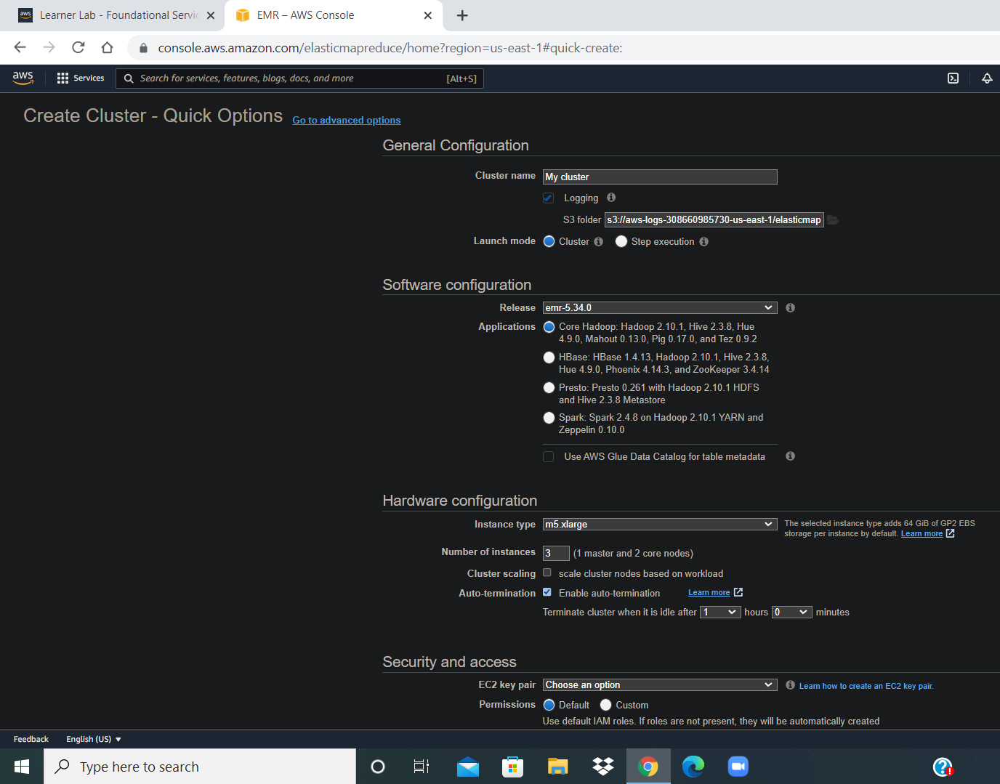 aws
Learner Lab - Foundational Servic
EMR – AWS Console
console.aws.amazon.com/elasticmapreduce/home?region=us-east-1#quick-create:
aws
Services
Search for services, features, blogs, docs, and more
[Alt+S]
Create Cluster - Quick Options
Go to advanced options
General Configuration
Cluster name
My cluster
Logging
S3 folder
s3://aws-logs-308660985730-us-east-1/elasticmap
Launch mode
Cluster
Step execution
Software configuration
Release
emr-5.34.0
Applications
Core Hadoop: Hadoop 2.10.1, Hive 2.3.8, Hue
4.9.0, Mahout 0.13.0, Pig 0.17.0, and Tez 0.9.2
HBase: HBase 1.4.13, Hadoop 2.10.1, Hive 2.3.8,
Hue 4.9.0, Phoenix 4.14.3, and ZooKeeper 3.4.14
Presto: Presto 0.261 with Hadoop 2.10.1 HDFS
and Hive 2.3.8 Metastore
Spark: Spark 2.4.8 on Hadoop 2.10.1 YARN and
Zeppelin 0.10.0
Use AWS Glue Data Catalog for table metadata
Hardware configuration
Instance type
m5.xlarge
The selected instance type adds 64 GiB of GP2 EBS
storage per instance by default. Learn more
Number of instances
3
(1 master and 2 core nodes)
Cluster scaling
scale cluster nodes based on workload
Auto-termination
Enable auto-termination
Learn more
Terminate cluster when it is idle after 1 hours 0 minutes
Security and access
EC2 key pair
Choose an option
Learn how to create an EC2 key pair.
Permissions
Default
Custom
Use default IAM roles. If roles are not present, they will be automatically created
Feedback
English (US)
Type here to search